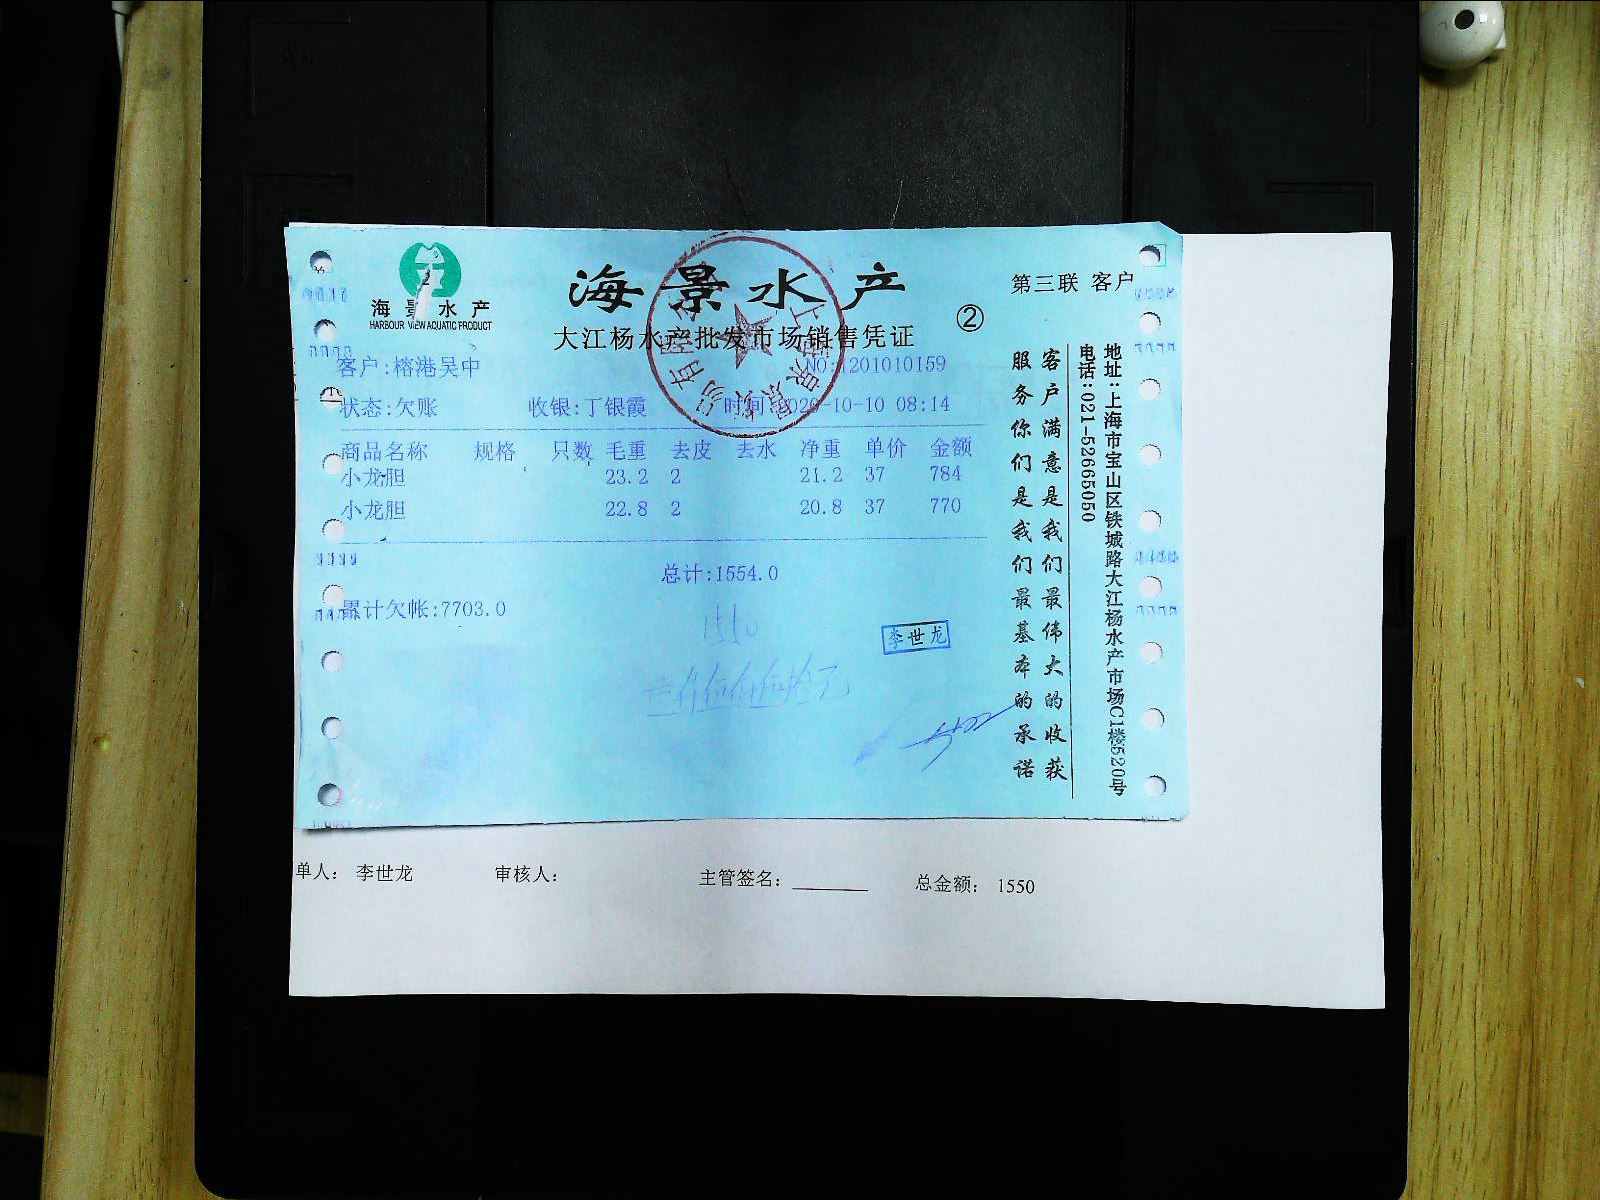 海景水产
HARBOUR VIEW AQUATIC PRODUCT
海景水产
大江杨水产批发市场销售凭证
②
第三联 客户
客户:榕港吴中
NO:1201010159
状态:欠账 收银:丁银霞 时间:2020-10-10 08:14
商品名称 规格 只数 毛重 去皮 去水 净重 单价 金额
小龙胆 23.2 2 21.2 37 784
小龙胆 22.8 2 20.8 37 770
总计:1554.0
累计欠帐:7703.0
1550
壹仟伍佰伍拾元
李世龙
客户满意是我们最伟大的收获
服务你们是我们最基本的承诺
地址:上海市宝山区铁城路大江杨水产市场C1楼520号
电话:021-52665050
单人: 李世龙 审核人: 主管签名: 总金额: 1550